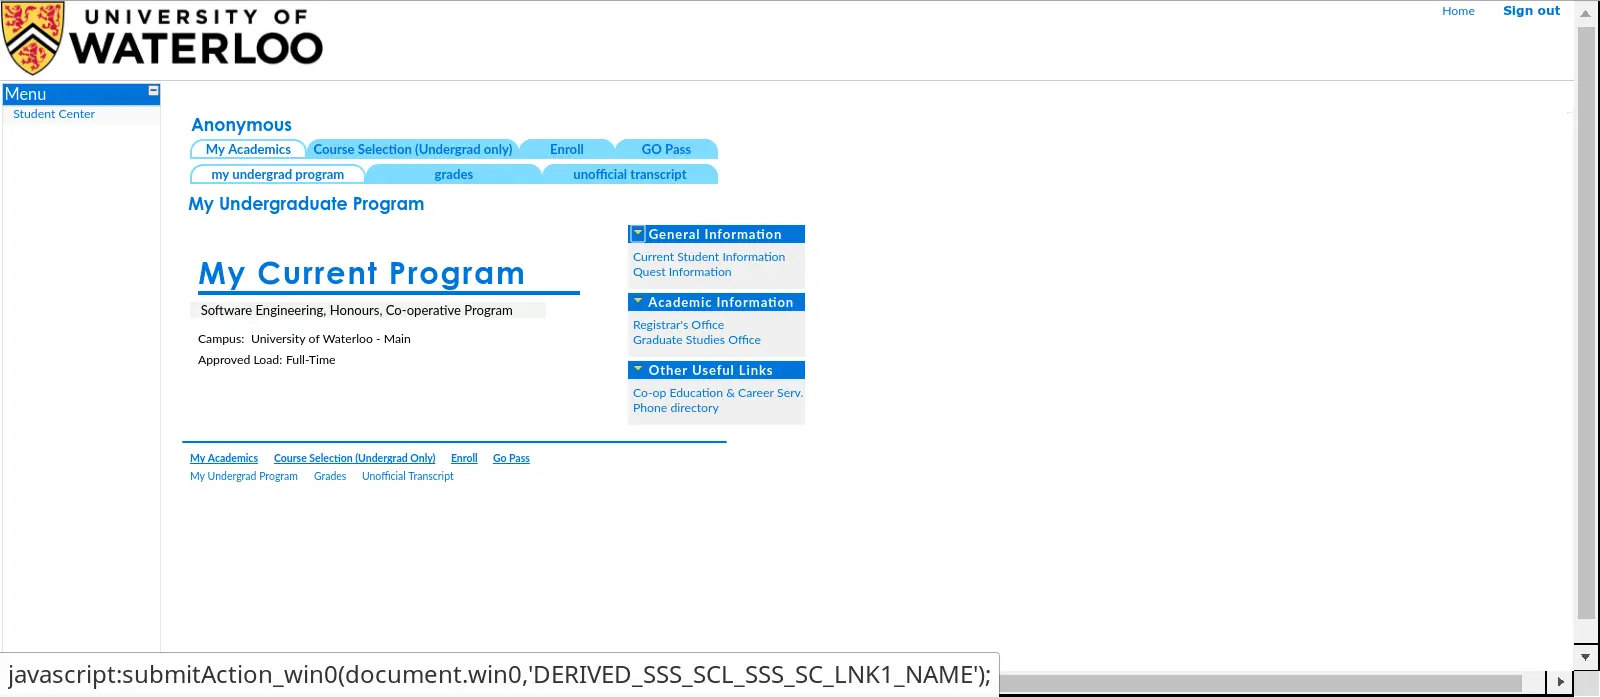 UNIVERSITY OF
WATERLOO
Home Sign out
Menu
Student Center
Anonymous
My Academics Course Selection (Undergrad only) Enroll GO Pass
my undergrad program grades unofficial transcript
My Undergraduate Program
My Current Program
Software Engineering, Honours, Co-operative Program
Campus: University of Waterloo - Main
Approved Load: Full-Time
General Information
Current Student Information
Quest Information
Academic Information
Registrar's Office
Graduate Studies Office
Other Useful Links
Co-op Education & Career Serv.
Phone directory
My Academics Course Selection (Undergrad Only) Enroll Go Pass
My Undergrad Program Grades Unofficial Transcript
javascript:submitAction_win0(document.win0,'DERIVED_SSS_SCL_SSS_SC_LNK1_NAME');